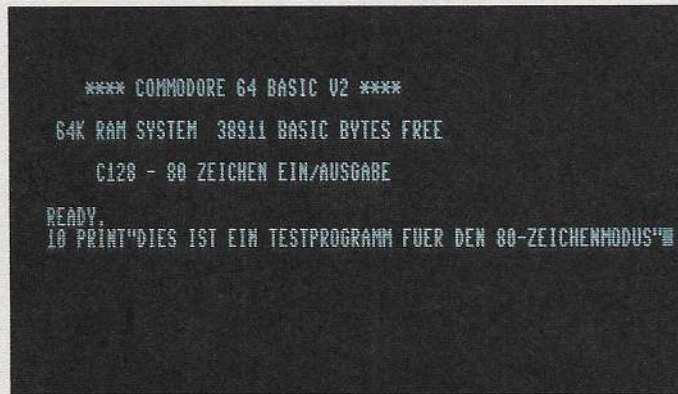 **** COMMODORE 64 BASIC V2 ****
64K RAM SYSTEM 38911 BASIC BYTES FREE
C128 - 80 ZEICHEN EIN/AUSGABE
READY.
10 PRINT"DIES IST EIN TESTPROGRAMM FUER DEN 80-ZEICHENMODUS"